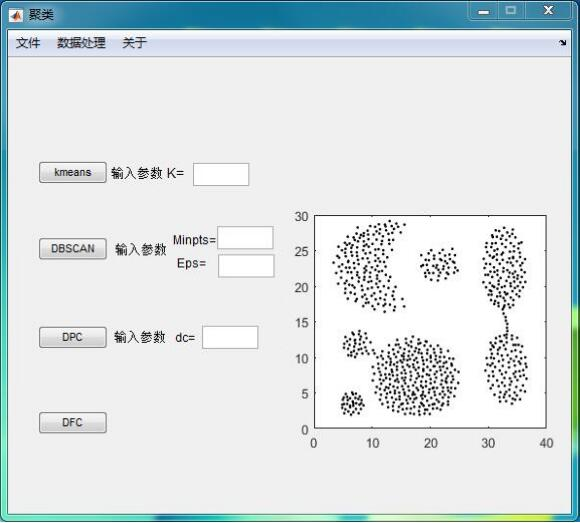 聚类
文件 数据处理 关于
kmeans 输入参数 K=
DBSCAN 输入参数 Minpts=
Eps=
DPC 输入参数 dc=
DFC
30
25
20
15
10
5
0
0 10 20 30 40